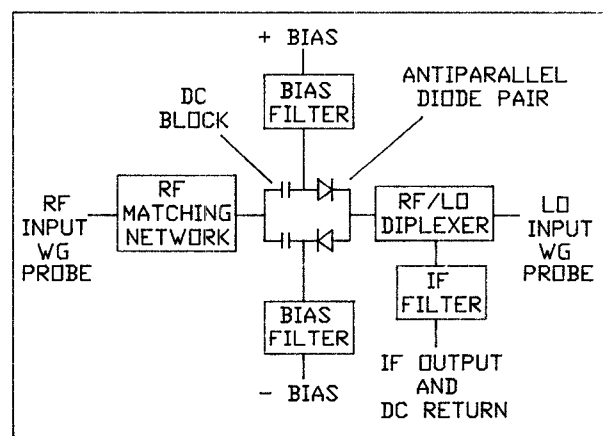 + BIAS
BIAS
FILTER
DC
BLOCK
ANTIPARALLEL
DIODE PAIR
RF
INPUT
WG
PROBE
RF
MATCHING
NETWORK
RF/LO
DIPLEXER
LO
INPUT
WG
PROBE
IF
FILTER
BIAS
FILTER
- BIAS
IF OUTPUT
AND
DC RETURN